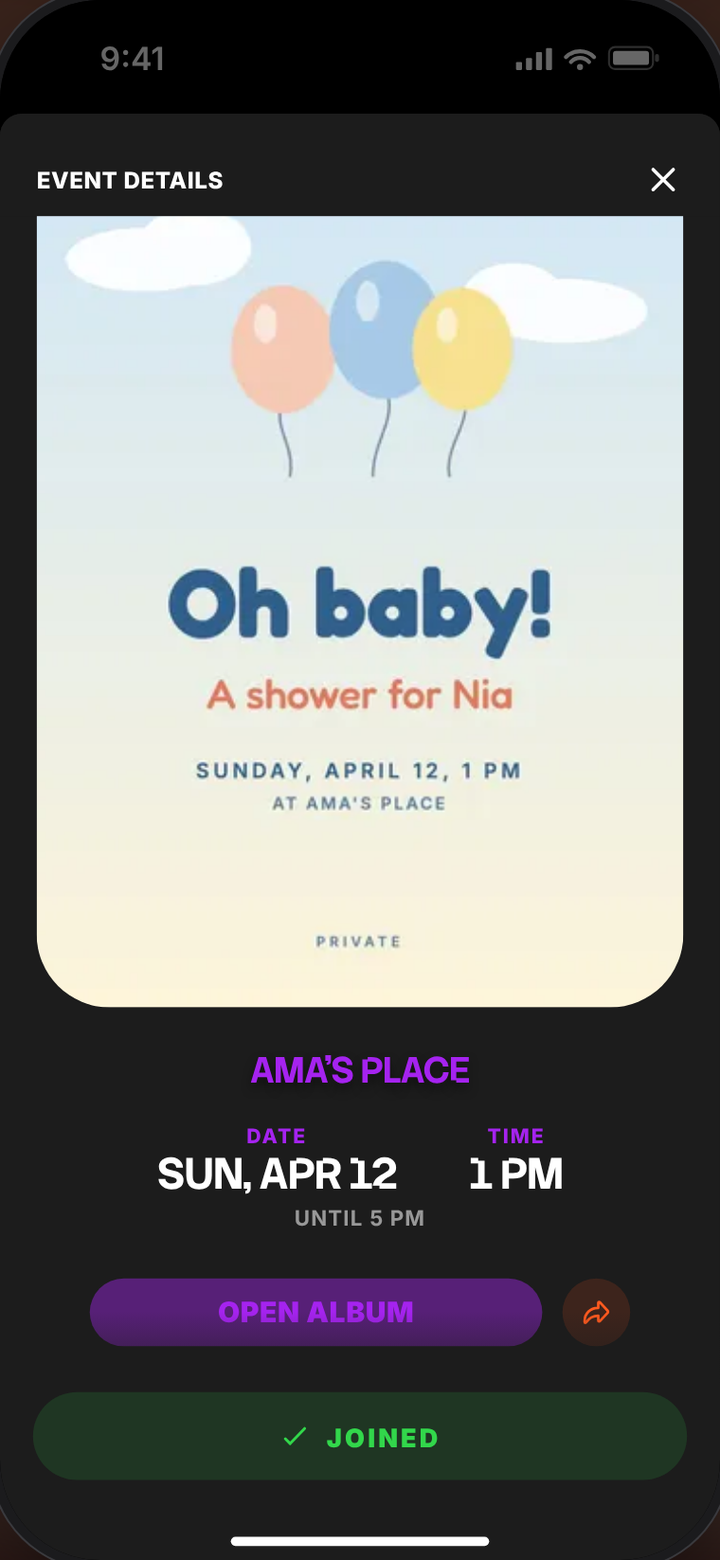 9:41
EVENT DETAILS
Oh baby!
A shower for Nia
SUNDAY, APRIL 12, 1 PM
AT AMA'S PLACE
PRIVATE
AMA’S PLACE
DATE TIME
SUN, APR 12 1 PM
UNTIL 5 PM
OPEN ALBUM
JOINED